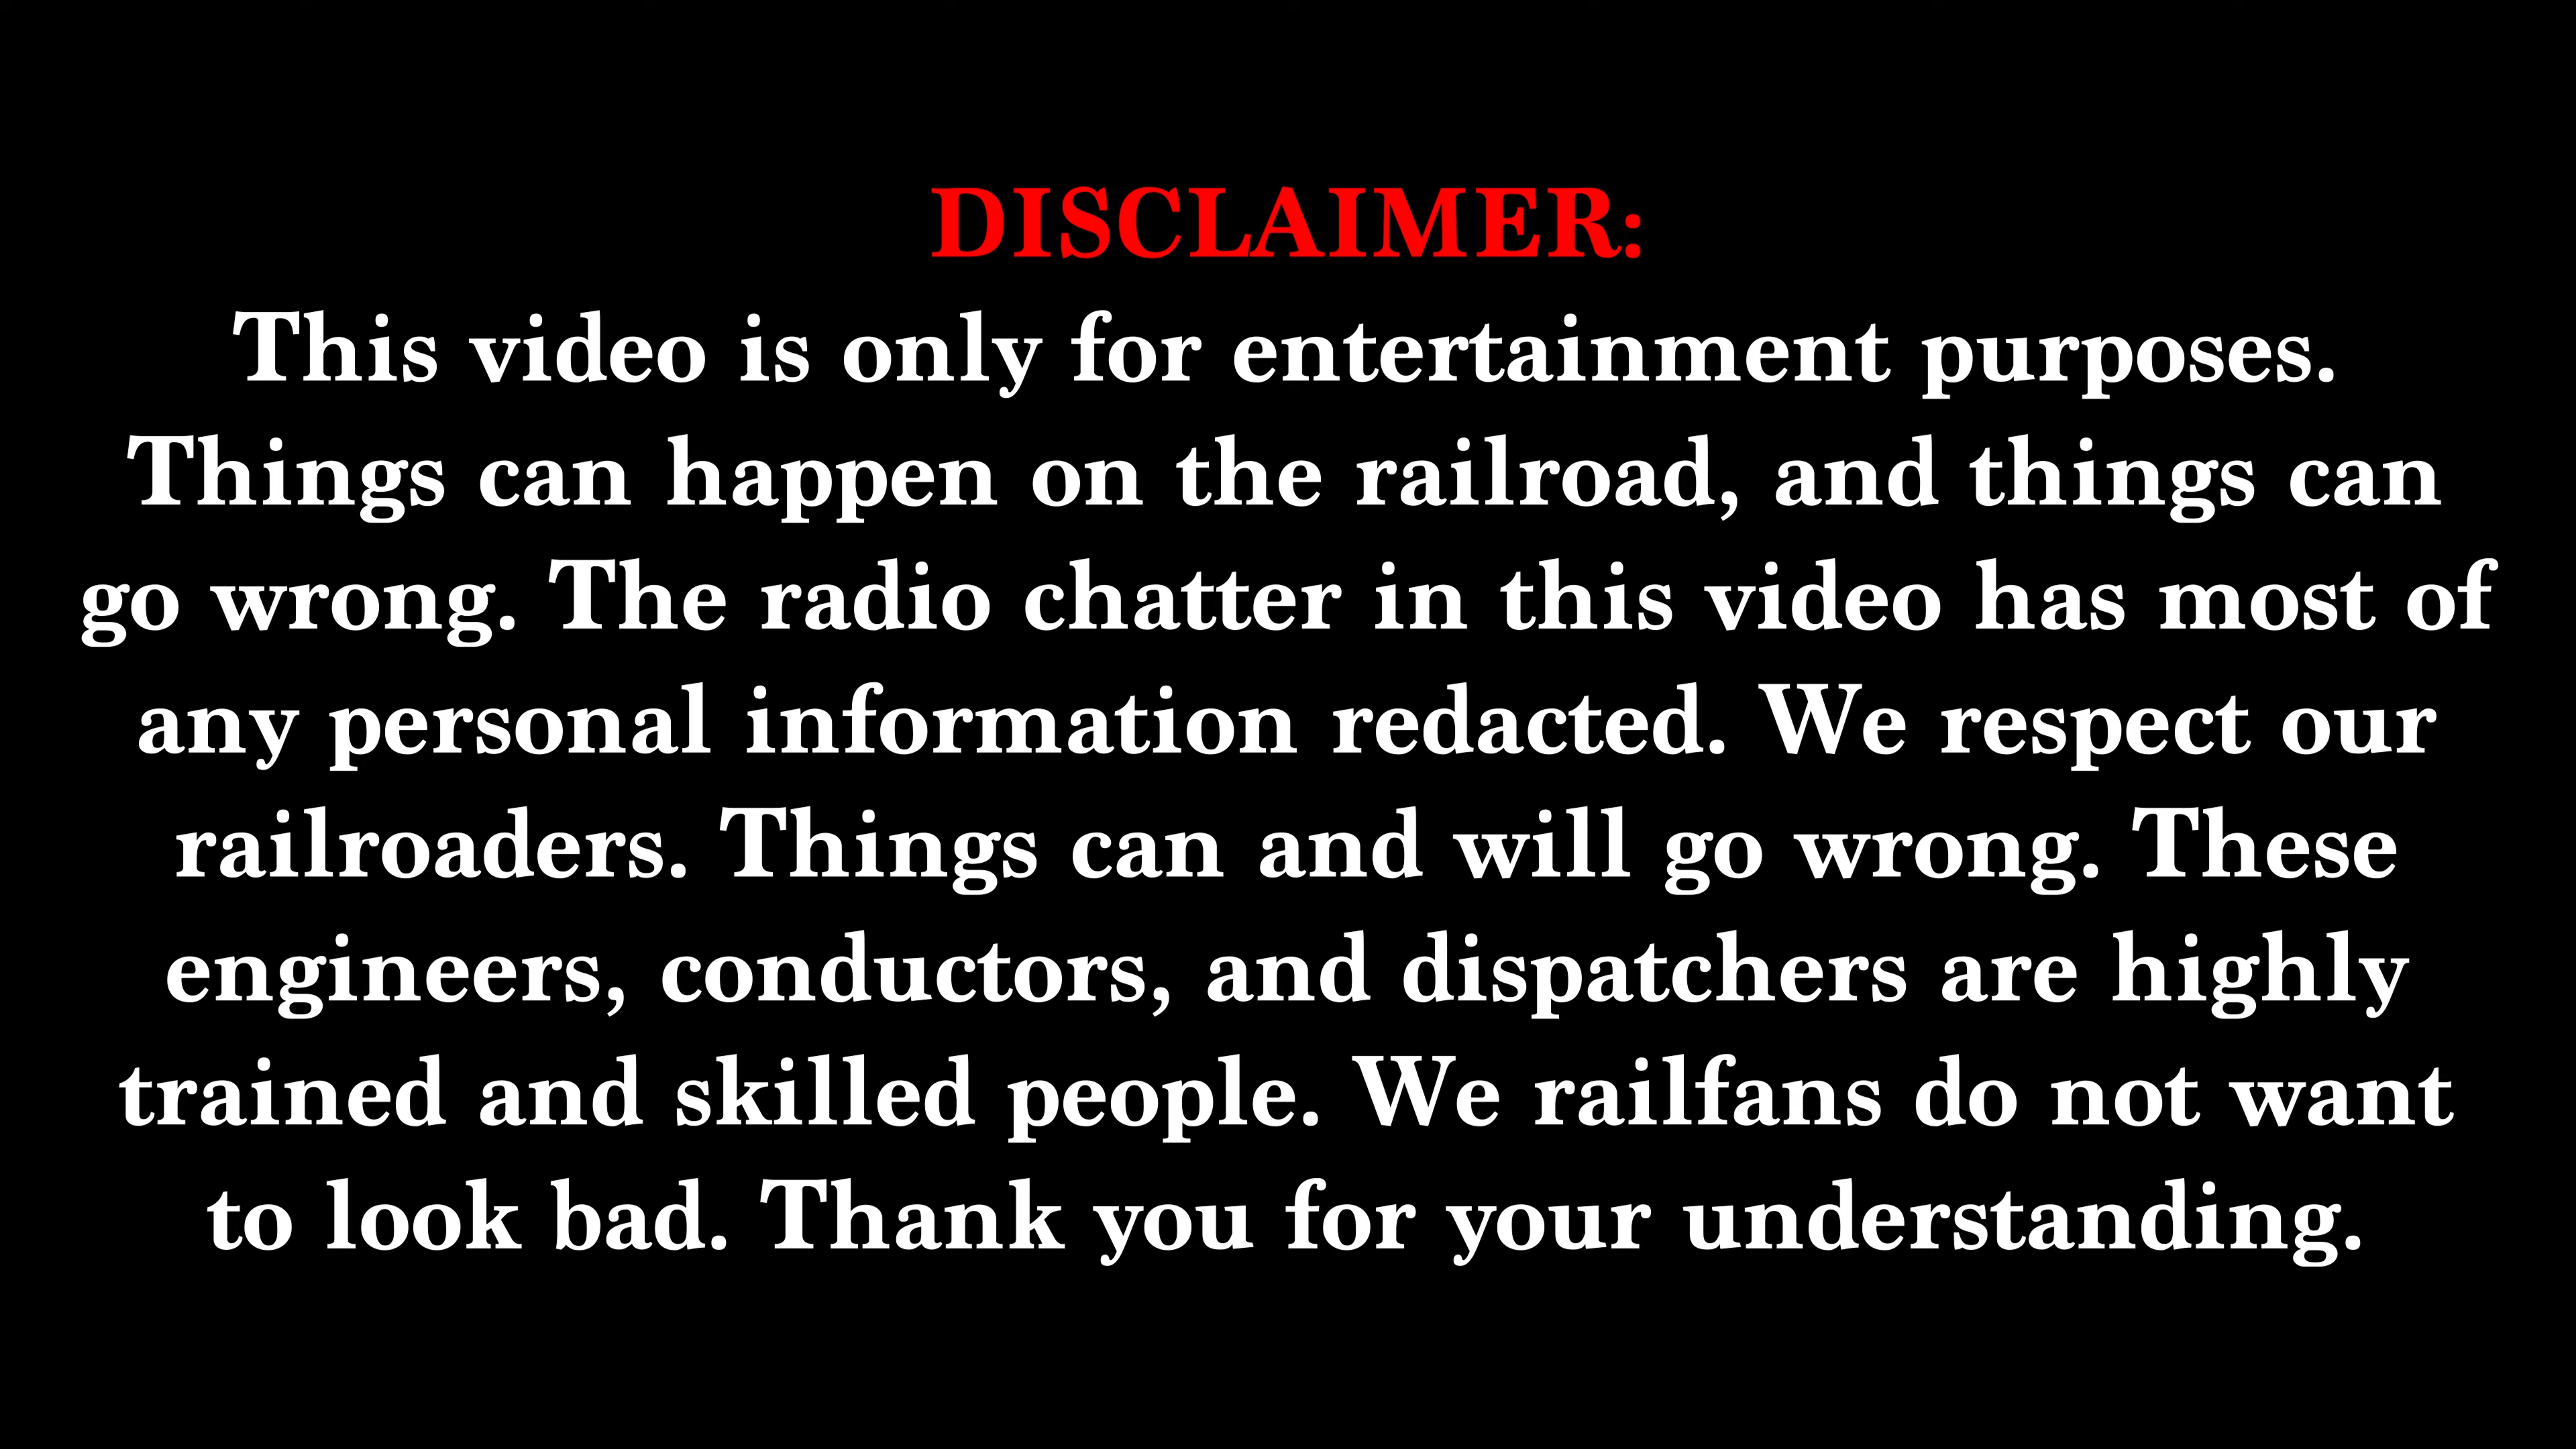 DISCLAIMER:
This video is only for entertainment purposes.
Things can happen on the railroad, and things can
go wrong. The radio chatter in this video has most of
any personal information redacted. We respect our
railroaders. Things can and will go wrong. These
engineers, conductors, and dispatchers are highly
trained and skilled people. We railfans do not want
to look bad. Thank you for your understanding.